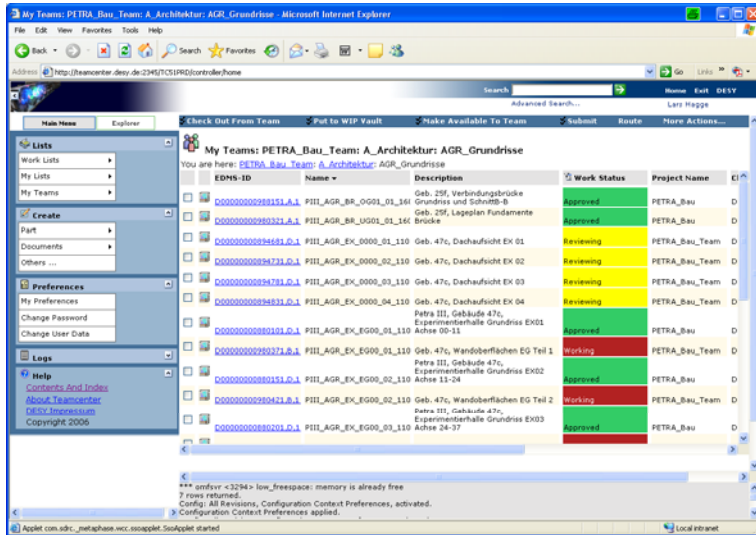 My Teams: PETRA_Bau_Team: A_Architektur: AGR_Grundrisse - Microsoft Internet Explorer
File Edit View Favorites Tools Help
Back Search Favorites
Address http://teamcenter.desy.de:2345/TC51PRD/controller/home Go Links »
Search Home Exit DESY
Advanced Search... Lars Hagge
Main Menu Explorer Check Out From Team Put to WIP Vault Make Available To Team Submit Route More Actions...
Lists
Work Lists
My Lists
My Teams
Create
Part
Documents
Others ...
Preferences
My Preferences
Change Password
Change User Data
Logs
Help
Contents And Index
About Teamcenter
DESY Impressum
Copyright 2006
My Teams: PETRA_Bau_Team: A_Architektur: AGR_Grundrisse
You are here: PETRA_Bau_Team: A_Architektur: AGR_Grundrisse
EDMS-ID Name Description Work Status Project Name
Geb. 25f, Verbindungsbrücke
D00000000988151,A,1 PIII_AGR_BR_OG01_01_16 Grundriss und SchnittB-B Approved PETRA_Bau D
Geb. 25f, Lageplan Fundamente
D00000000980321,A,1 PIII_AGR_BR_UG01_01_16 Brücke Approved PETRA_Bau D
D00000000894681,D,1 PIII_AGR_EX_0000_01_110 Geb. 47c, Dachaufsicht EX 01 Reviewing PETRA_Bau_Team D
D00000000894731,D,1 PIII_AGR_EX_0000_02_110 Geb. 47c, Dachaufsicht EX 02 Reviewing PETRA_Bau_Team D
D00000000894781,D,1 PIII_AGR_EX_0000_03_110 Geb. 47c, Dachaufsicht EX 03 Reviewing PETRA_Bau_Team D
D00000000894831,D,1 PIII_AGR_EX_0000_04_110 Geb. 47c, Dachaufsicht EX 04 Reviewing PETRA_Bau_Team D
Petra III, Gebäude 47c,
Experimentierhalle Grundriss EX01
D00000000880101,D,1 PIII_AGR_EX_EG00_01_110 Achse 00-11 Approved PETRA_Bau D
D00000000980371,B,1 PIII_AGR_EX_EG00_01_110 Geb. 47c, Wandoberflächen EG Teil 1 Working PETRA_Bau_Team D
Petra III, Gebäude 47c,
Experimentierhalle Grundriss EX02
D00000000880151,D,1 PIII_AGR_EX_EG00_02_110 Achse 11-24 Approved PETRA_Bau D
D00000000980421,B,1 PIII_AGR_EX_EG00_02_110 Geb. 47c, Wandoberflächen EG Teil 2 Working PETRA_Bau_Team D
Petra III, Gebäude 47c,
Experimentierhalle Grundriss EX03
D00000000880201,D,1 PIII_AGR_EX_EG00_03_110 Achse 24-37 Approved PETRA_Bau D
*** omfsvr <3294> low_freespace: memory is already free
7 rows returned.
Config: All Revisions, Configuration Context Preferences, activated.
Configuration Context Preferences applied.
Applet com.sdrc._metaphase.wcc.ssoapplet.SsoApplet started Local intranet